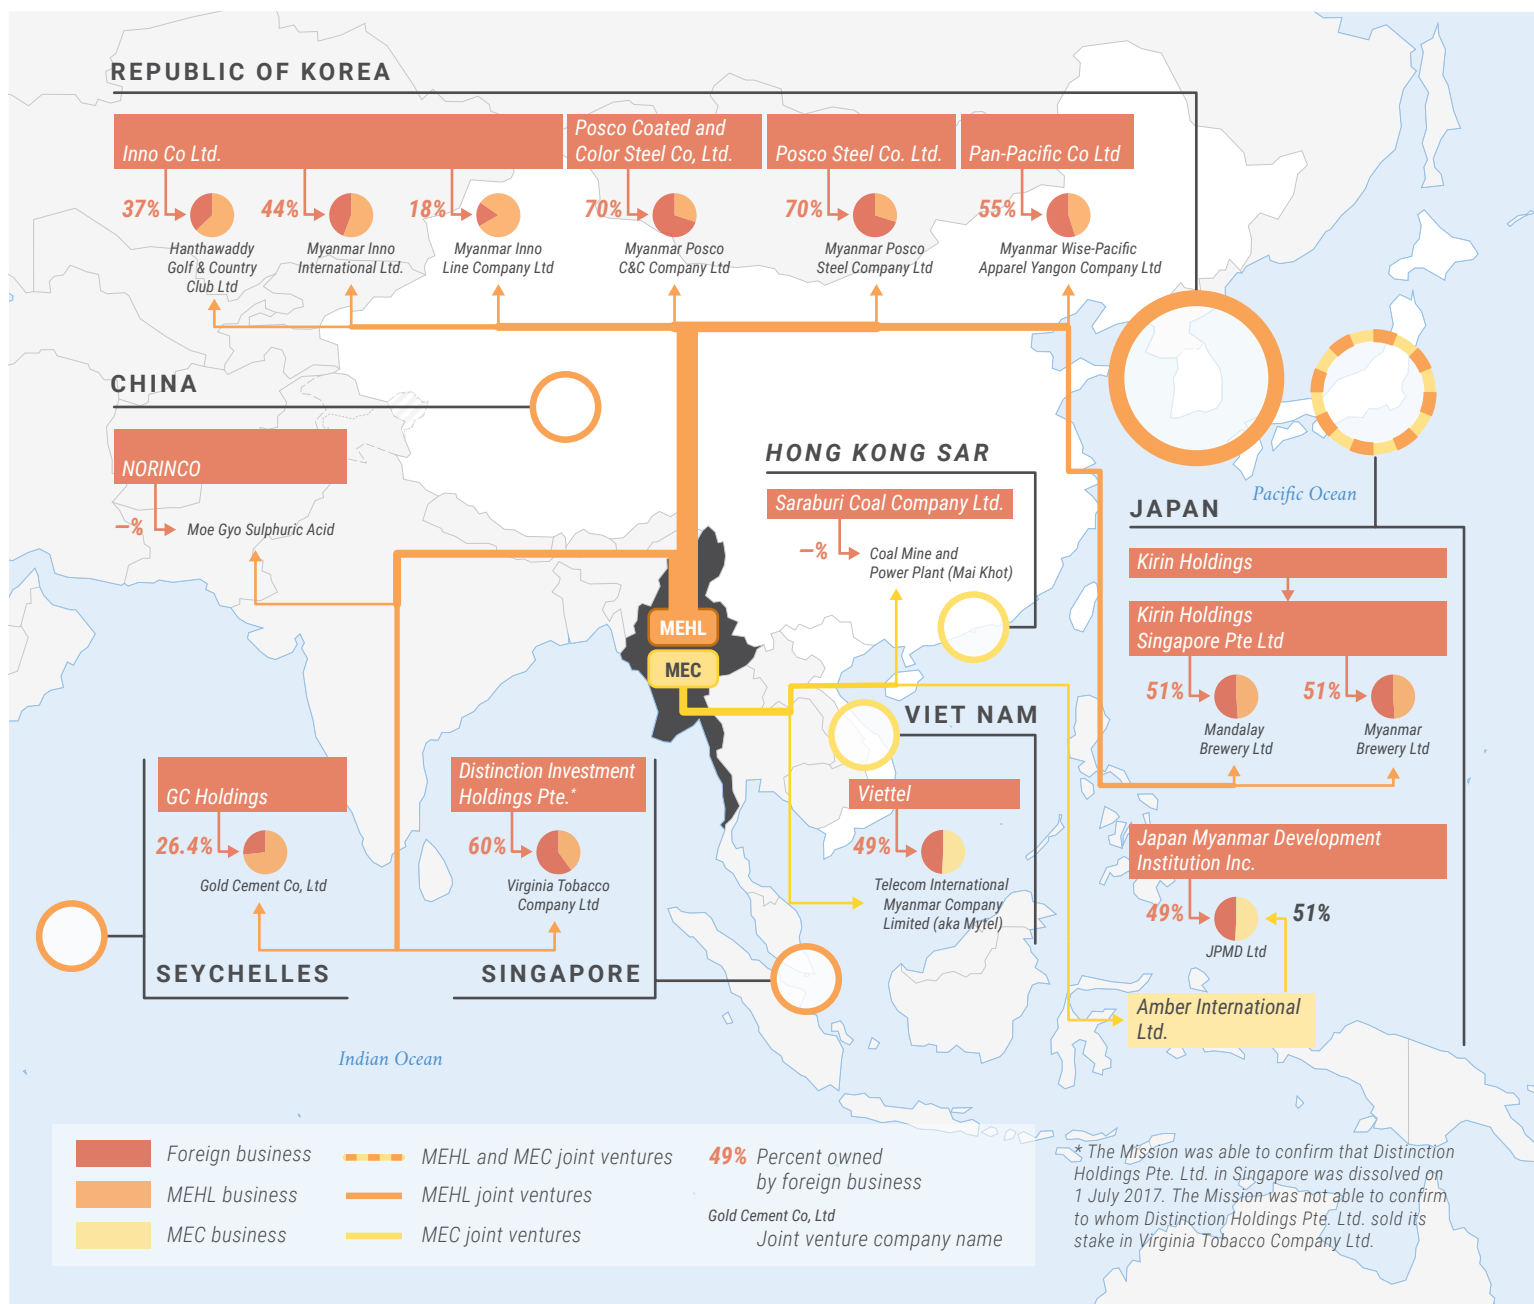 REPUBLIC OF KOREA
Inno Co Ltd.
Posco Coated and
Color Steel Co, Ltd.
Posco Steel Co. Ltd.
Pan-Pacific Co Ltd
37%
44%
18%
70%
70%
55%
Hanthawaddy
Golf & Country
Club Ltd
Myanmar Inno
International Ltd.
Myanmar Inno
Line Company Ltd
Myanmar Posco
C&C Company Ltd
Myanmar Posco
Steel Company Ltd
Myanmar Wise-Pacific
Apparel Yangon Company Ltd
CHINA
NORINCO
–%
Moe Gyo Sulphuric Acid
HONG KONG SAR
Saraburi Coal Company Ltd.
–%
Coal Mine and
Power Plant (Mai Khot)
Pacific Ocean
JAPAN
Kirin Holdings
Kirin Holdings
Singapore Pte Ltd
51%
51%
Mandalay
Brewery Ltd
Myanmar
Brewery Ltd
Japan Myanmar Development
Institution Inc.
49%
51%
JPMD Ltd
Amber International
Ltd.
MEHL
MEC
VIET NAM
Viettel
49%
Telecom International
Myanmar Company
Limited (aka Mytel)
GC Holdings
26.4%
Gold Cement Co, Ltd
SEYCHELLES
Distinction Investment
Holdings Pte.*
60%
Virginia Tobacco
Company Ltd
SINGAPORE
Indian Ocean
Foreign business
MEHL business
MEC business
MEHL and MEC joint ventures
MEHL joint ventures
MEC joint ventures
49% Percent owned
by foreign business
Gold Cement Co, Ltd
Joint venture company name
* The Mission was able to confirm that Distinction
Holdings Pte. Ltd. in Singapore was dissolved on
1 July 2017. The Mission was not able to confirm
to whom Distinction Holdings Pte. Ltd. sold its
stake in Virginia Tobacco Company Ltd.